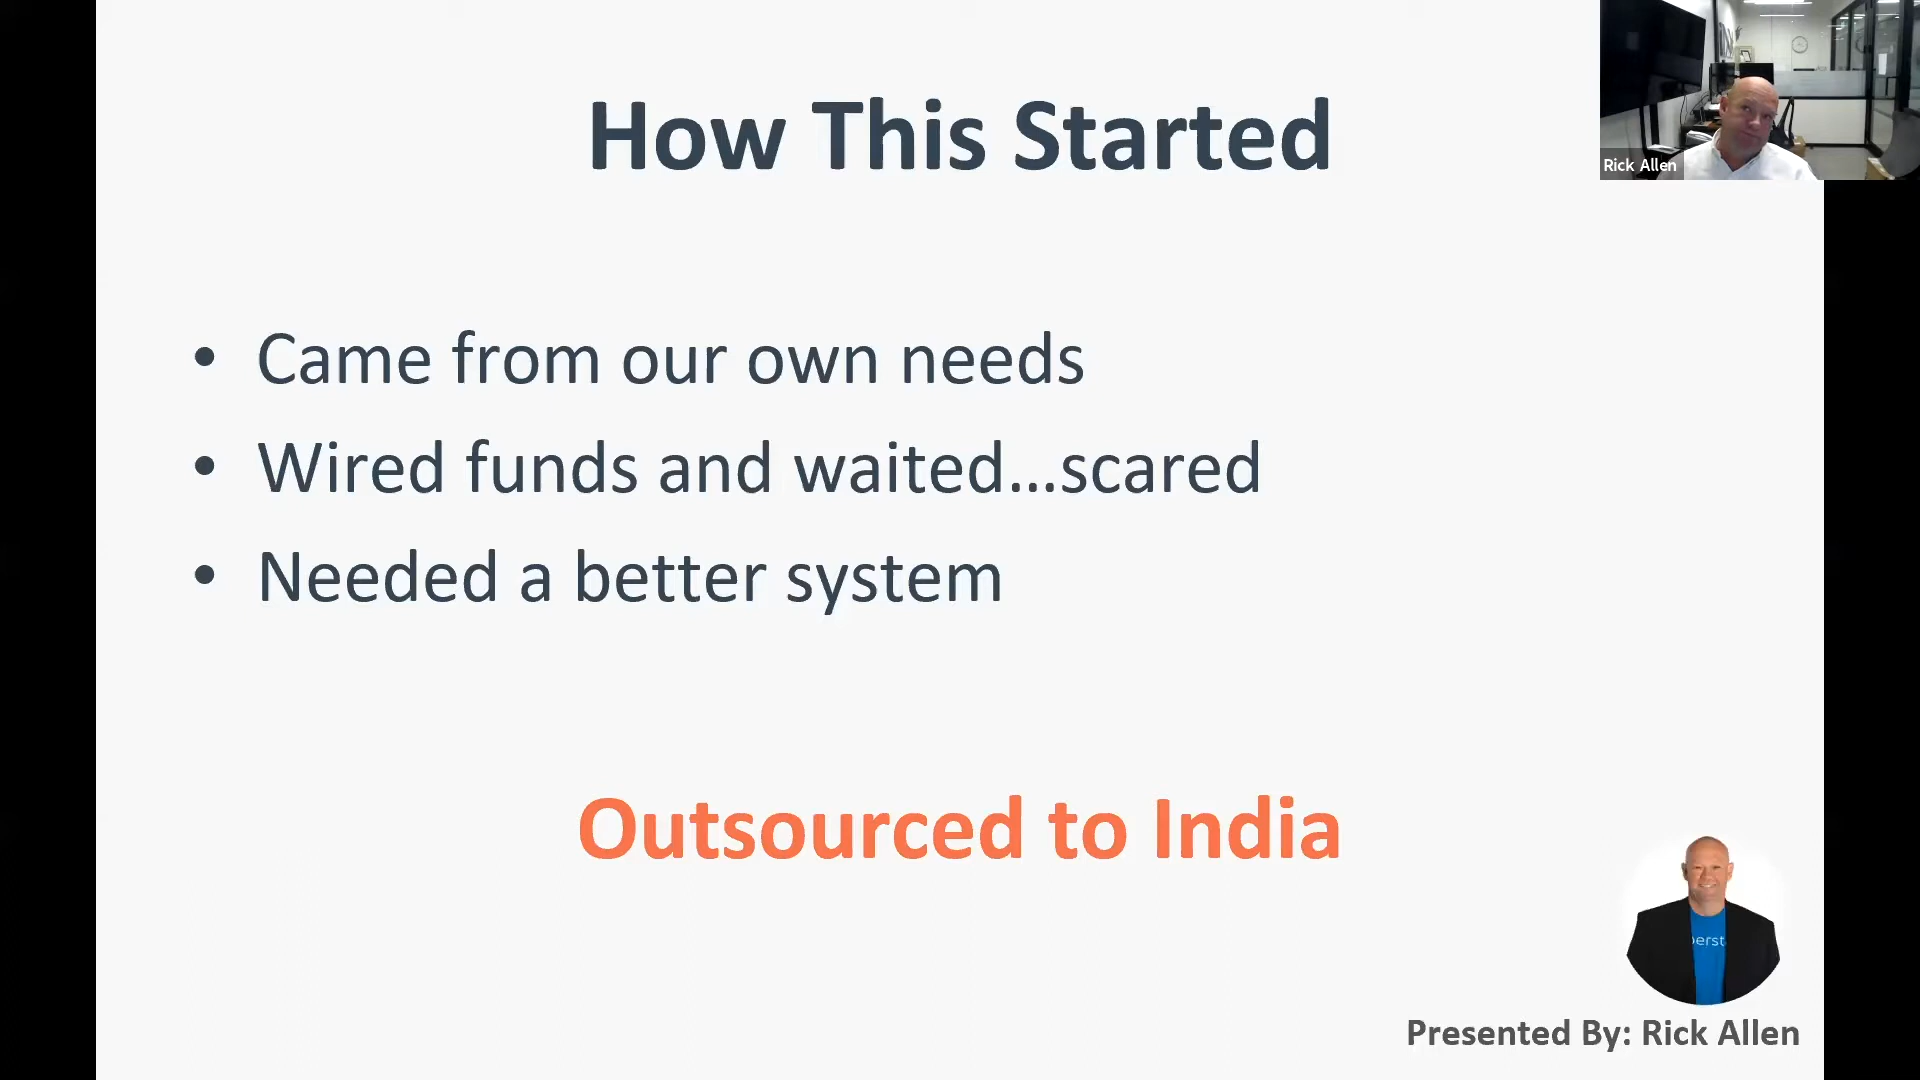 How This Started
Rick Allen
• Came from our own needs
• Wired funds and waited...scared
• Needed a better system
Outsourced to India
berst
Presented By: Rick Allen